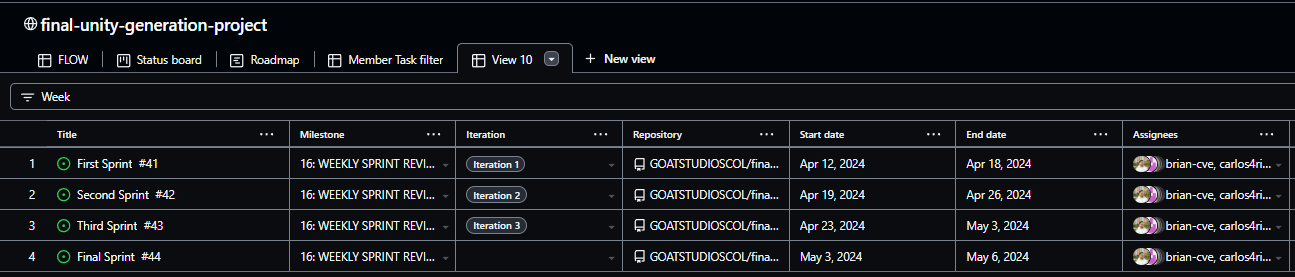 final-unity-generation-project
FLOW Status board Roadmap Member Task filter View 10 New view
Week
Title Milestone Iteration Repository Start date End date Assignees
1 First Sprint #41 16: WEEKLY SPRINT REVI... Iteration 1 GOATSTUDIOSCOL/fina... Apr 12, 2024 Apr 18, 2024 brian-cve, carlos4ri...
2 Second Sprint #42 16: WEEKLY SPRINT REVI... Iteration 2 GOATSTUDIOSCOL/fina... Apr 19, 2024 Apr 26, 2024 brian-cve, carlos4ri...
3 Third Sprint #43 16: WEEKLY SPRINT REVI... Iteration 3 GOATSTUDIOSCOL/fina... Apr 23, 2024 May 3, 2024 brian-cve, carlos4ri...
4 Final Sprint #44 16: WEEKLY SPRINT REVI... GOATSTUDIOSCOL/fina... May 3, 2024 May 6, 2024 brian-cve, carlos4ri...